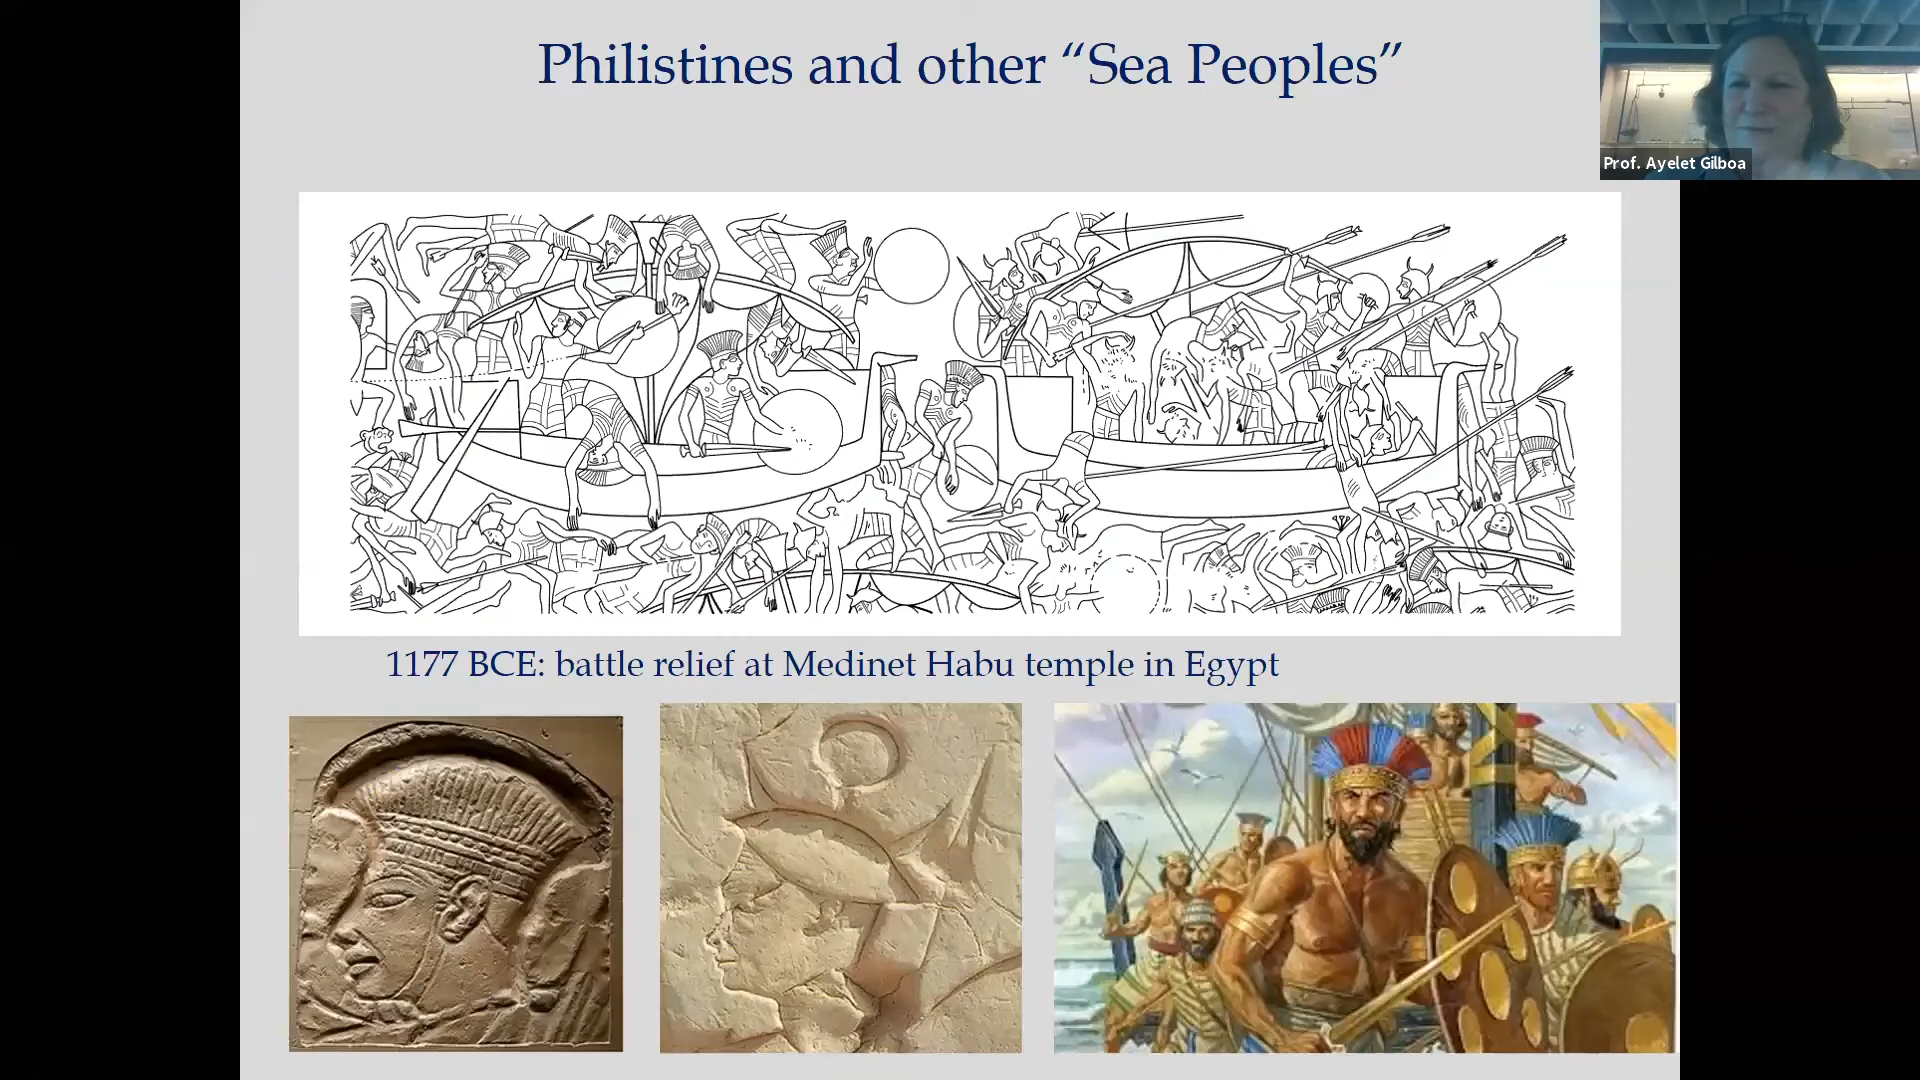 Philistines and other “Sea Peoples”
Prof. Ayelet Gilboa
1177 BCE: battle relief at Medinet Habu temple in Egypt